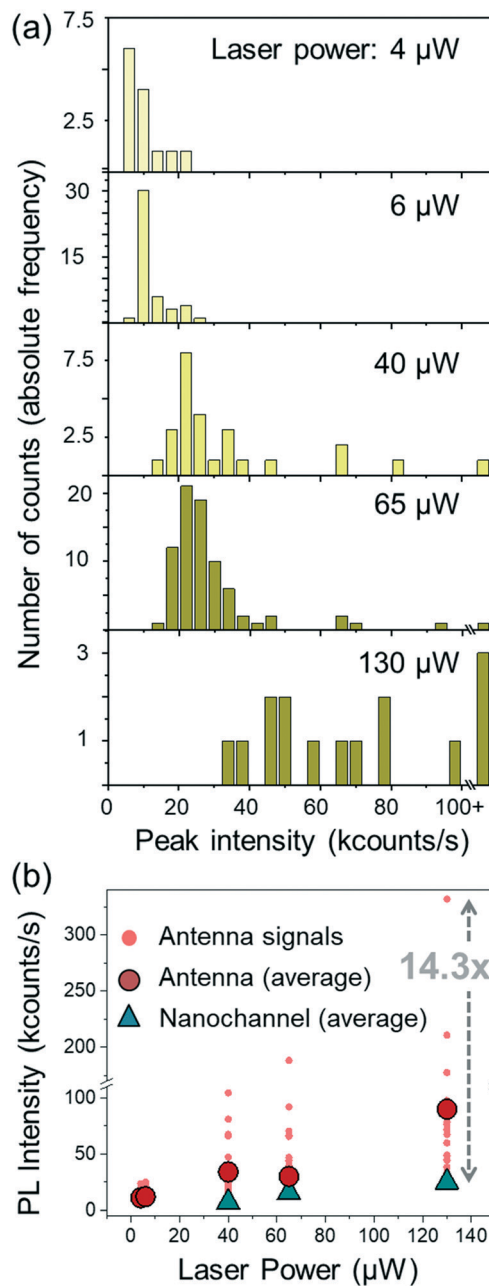 (a)
Laser power: 4 µW
7.5
5
2.5
6 µW
30
15
40 µW
7.5
5
2.5
65 µW
20
10
130 µW
3
1
Number of counts (absolute frequency)
0 20 40 60 80 100+
Peak intensity (kcounts/s)
(b)
Antenna signals
Antenna (average)
Nanochannel (average)
14.3x
300
250
200
100
50
0
PL Intensity (kcounts/s)
0 20 40 60 80 100 120 140
Laser Power (µW)